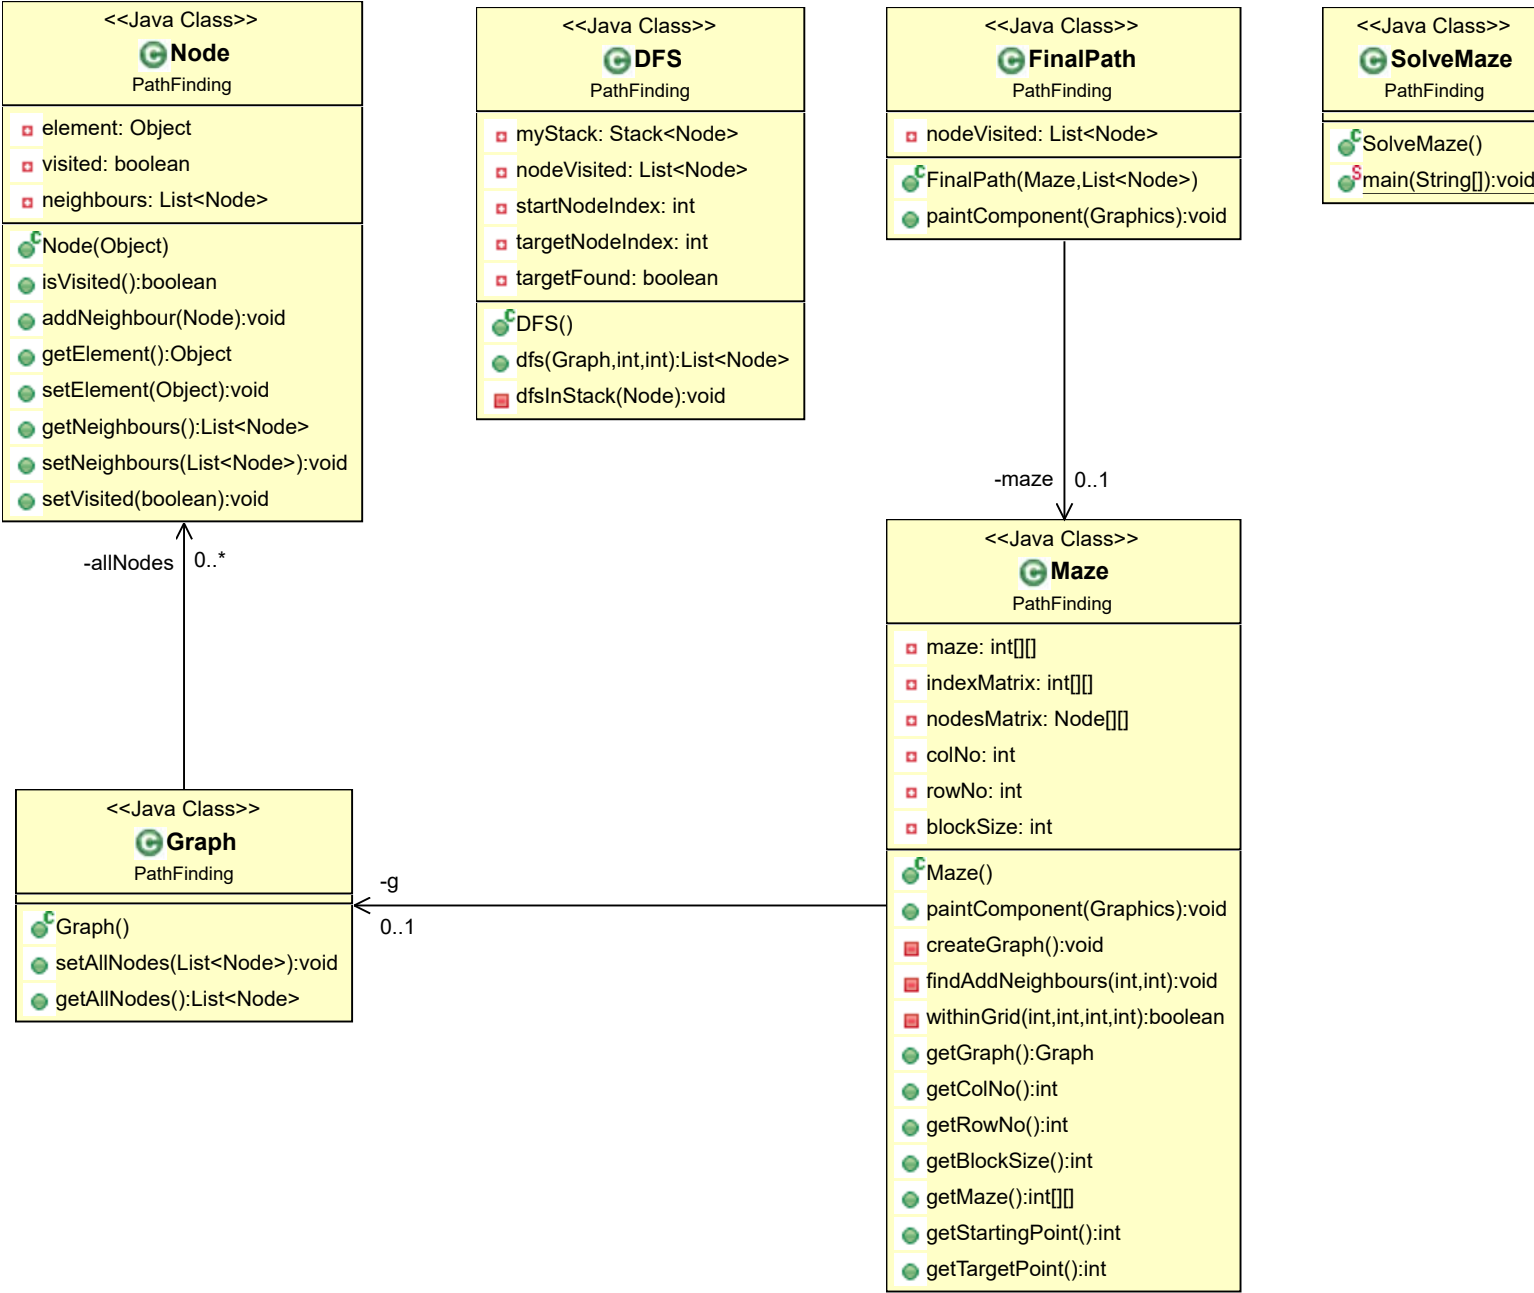 <<Java Class>>
Node
PathFinding
element: Object
visited: boolean
neighbours: List<Node>
Node(Object)
isVisited():boolean
addNeighbour(Node):void
getElement():Object
setElement(Object):void
getNeighbours():List<Node>
setNeighbours(List<Node>):void
setVisited(boolean):void
<<Java Class>>
DFS
PathFinding
myStack: Stack<Node>
nodeVisited: List<Node>
startNodeIndex: int
targetNodeIndex: int
targetFound: boolean
DFS()
dfs(Graph,int,int):List<Node>
dfsInStack(Node):void
<<Java Class>>
FinalPath
PathFinding
nodeVisited: List<Node>
FinalPath(Maze,List<Node>)
paintComponent(Graphics):void
<<Java Class>>
SolveMaze
PathFinding
SolveMaze()
main(String[]):void
-maze 0..1
-allNodes 0..*
<<Java Class>>
Maze
PathFinding
maze: int[][]
indexMatrix: int[][]
nodesMatrix: Node[][]
colNo: int
rowNo: int
blockSize: int
Maze()
paintComponent(Graphics):void
createGraph():void
findAddNeighbours(int,int):void
withinGrid(int,int,int,int):boolean
getGraph():Graph
getColNo():int
getRowNo():int
getBlockSize():int
getMaze():int[][]
getStartingPoint():int
getTargetPoint():int
<<Java Class>>
Graph
PathFinding
Graph()
setAllNodes(List<Node>):void
getAllNodes():List<Node>
-g
0..1